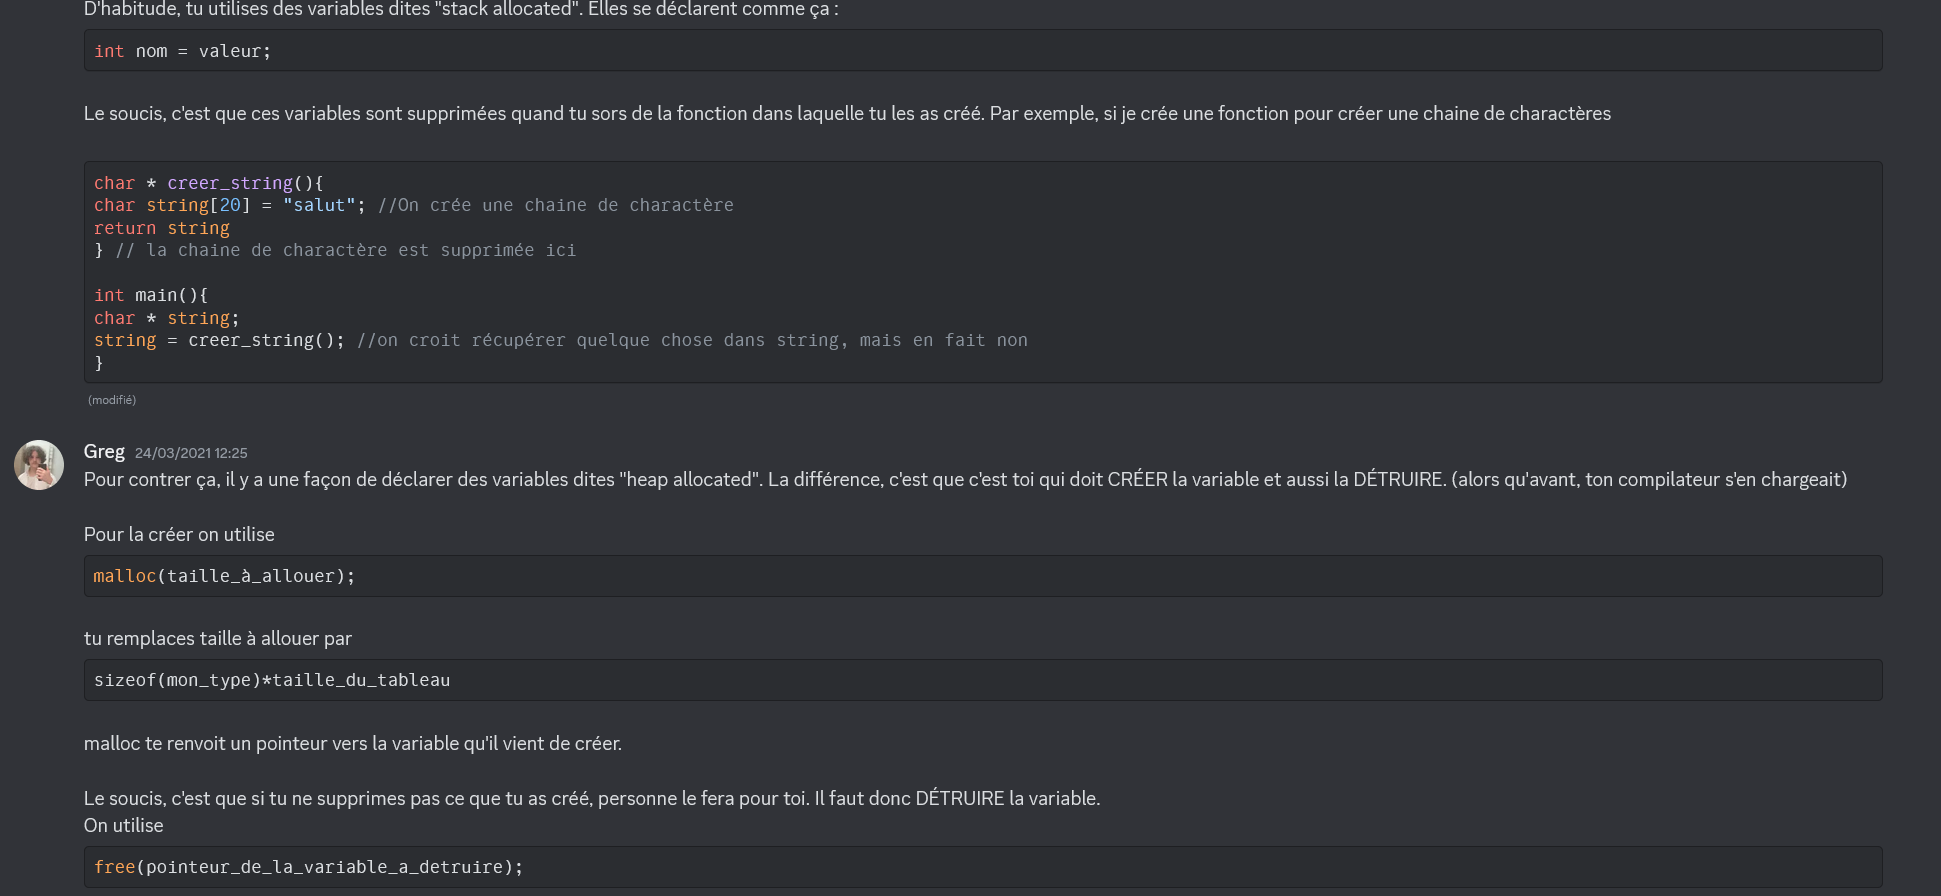 D'habitude, tu utilises des variables dites "stack allocated". Elles se déclarent comme ça :
int nom = valeur;
Le soucis, c'est que ces variables sont supprimées quand tu sors de la fonction dans laquelle tu les as créé. Par exemple, si je crée une fonction pour créer une chaine de charactères
char * creer_string(){
char string[20] = "salut"; //On crée une chaine de charactère
return string
} // la chaine de charactère est supprimée ici
int main(){
char * string;
string = creer_string(); //on croit récupérer quelque chose dans string, mais en fait non
}
(modifié)
Greg 24/03/2021 12:25
Pour contrer ça, il y a une façon de déclarer des variables dites "heap allocated". La différence, c'est que c'est toi qui doit CRÉER la variable et aussi la DÉTRUIRE. (alors qu'avant, ton compilateur s'en chargeait)
Pour la créer on utilise
malloc(taille_à_allouer);
tu remplaces taille à allouer par
sizeof(mon_type)*taille_du_tableau
malloc te renvoit un pointeur vers la variable qu'il vient de créer.
Le soucis, c'est que si tu ne supprimes pas ce que tu as créé, personne le fera pour toi. Il faut donc DÉTRUIRE la variable.
On utilise
free(pointeur_de_la_variable_a_detruire);